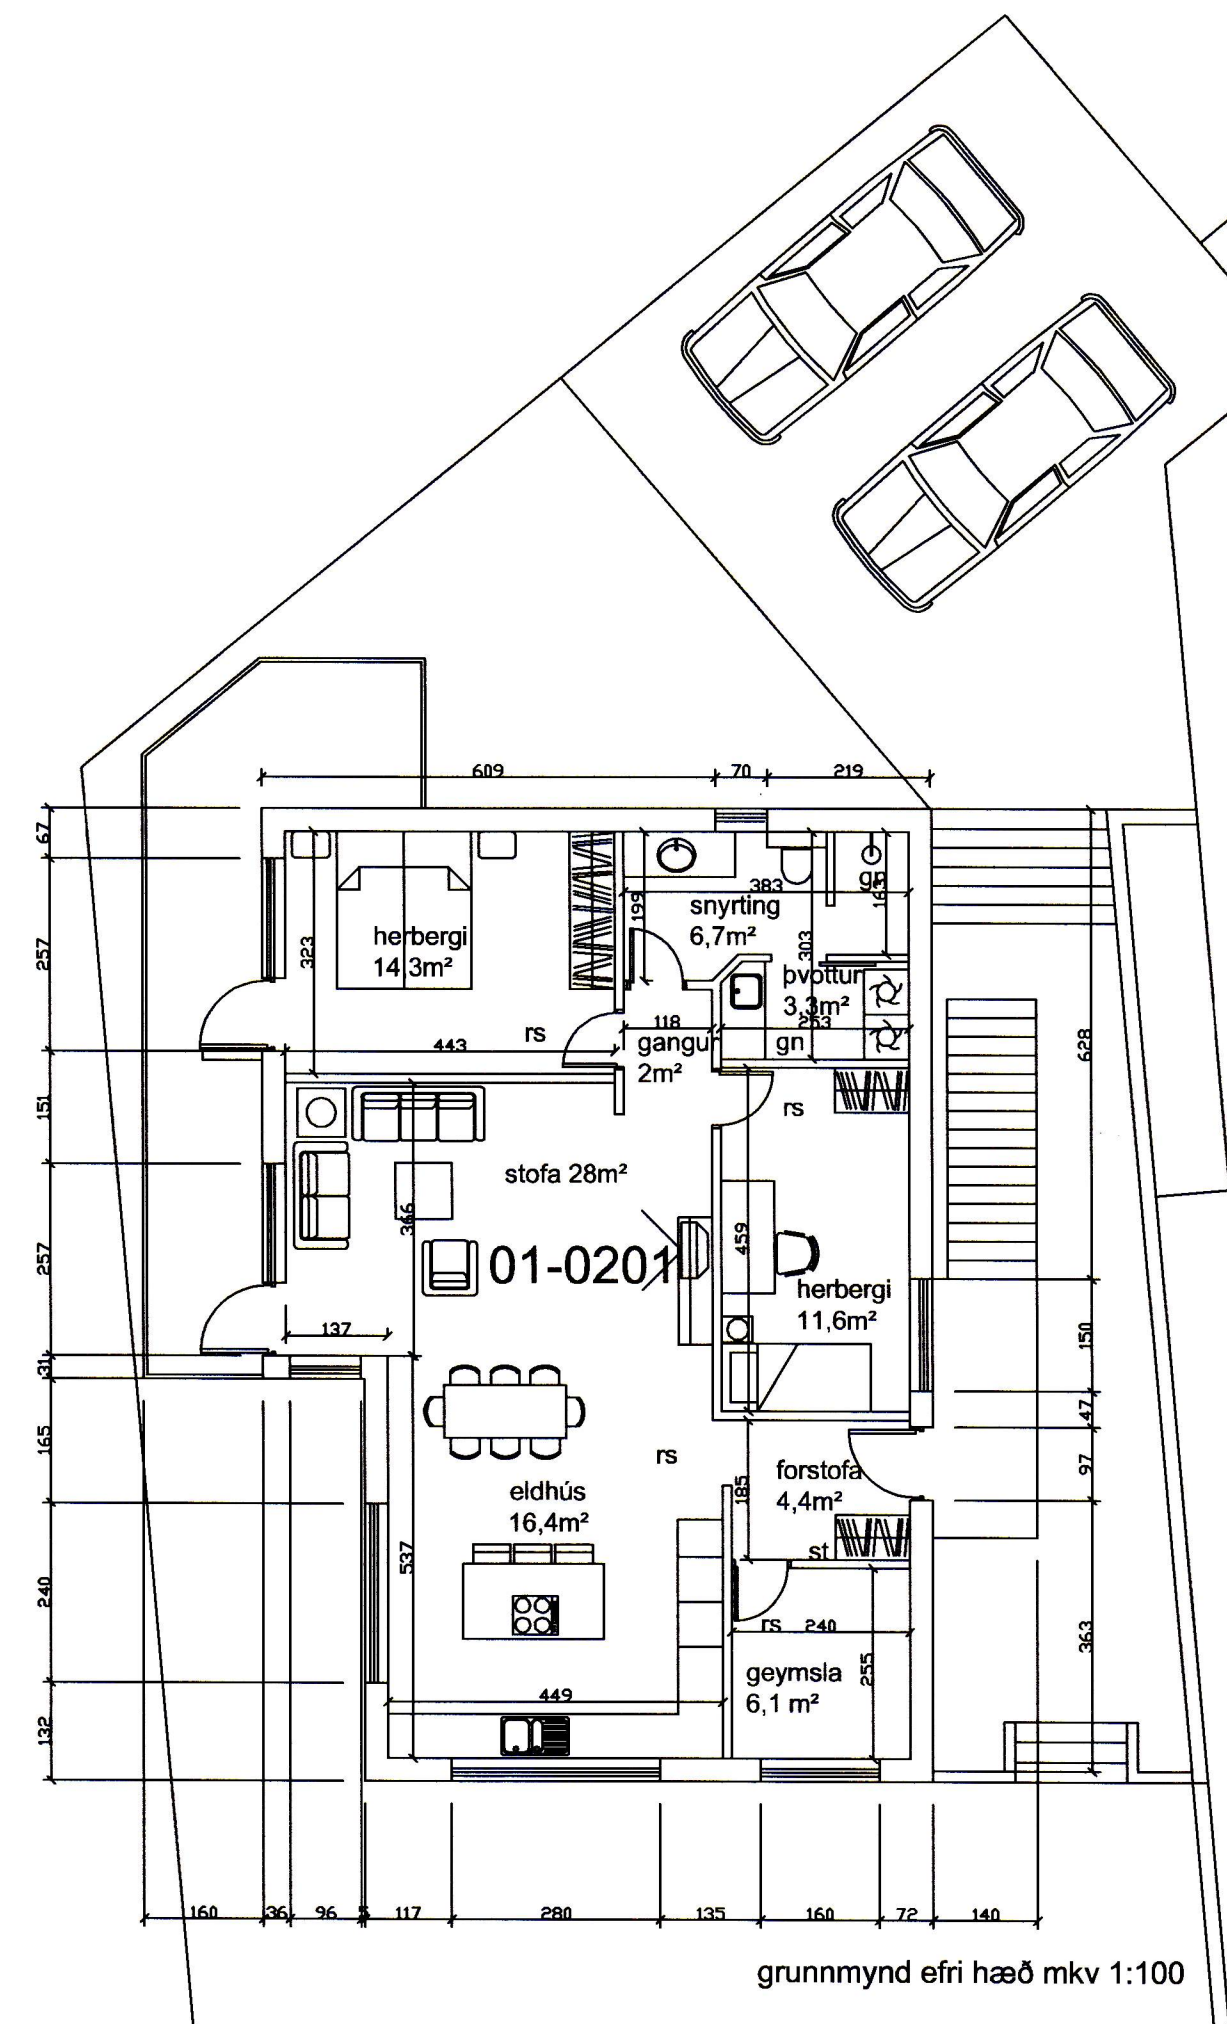 609
70
219
67
257
151
257
31
165
240
132
383
gn
163
snyrting
6,7m²
199
303
herbergi
14,3m²
323
þvottur
3,3m²
253
118
rs
gangur
2m²
gn
443
628
rs
stofa 28m²
366
459
01-0201
herbergi
11,6m²
137
150
47
97
rs
forstofa
4,4m²
185
eldhús
16,4m²
st
537
rs
240
363
geymsla
6,1 m²
255
449
160
36
96
5
117
280
135
160
72
140
grunnmynd efri hæð mkv 1:100